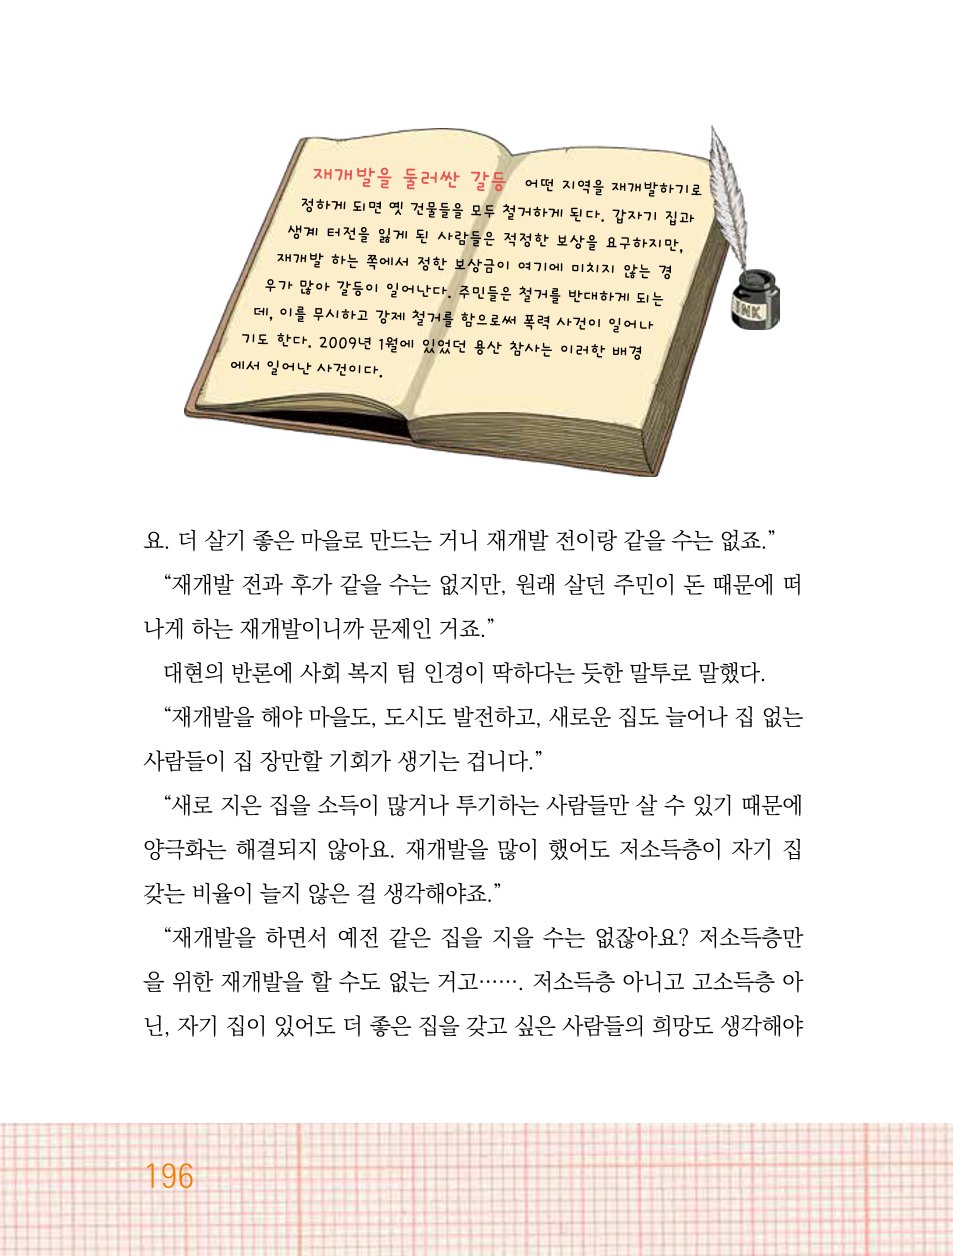 재개발을 둘러싼 갈등 어떤 지역을 재개발하기로
정하게 되면 옛 건물들을 모두 철거하게 된다. 갑자기 집과
생계 터전을 잃게 된 사람들은 적정한 보상을 요구하지만,
재개발 하는 쪽에서 정한 보상금이 여기에 미치지 않는 경
우가 많아 갈등이 일어난다. 주민들은 철거를 반대하게 되는
데, 이를 무시하고 강제 철거를 함으로써 폭력 사건이 일어나
기도 한다. 2009년 1월에 있었던 용산 참사는 이러한 배경
에서 일어난 사건이다.
요. 더 살기 좋은 마을로 만드는 거니 재개발 전이랑 같을 수는 없죠.”
“재개발 전과 후가 같을 수는 없지만, 원래 살던 주민이 돈 때문에 떠
나게 하는 재개발이니까 문제인 거죠.”
대현의 반론에 사회 복지 팀 인경이 딱하다는 듯한 말투로 말했다.
“재개발을 해야 마을도, 도시도 발전하고, 새로운 집도 늘어나 집 없는
사람들이 집 장만할 기회가 생기는 겁니다.”
“새로 지은 집을 소득이 많거나 투기하는 사람들만 살 수 있기 때문에
양극화는 해결되지 않아요. 재개발을 많이 했어도 저소득층이 자기 집
갖는 비율이 늘지 않은 걸 생각해야죠.”
“재개발을 하면서 예전 같은 집을 지을 수는 없잖아요? 저소득층만
을 위한 재개발을 할 수도 없는 거고……. 저소득층 아니고 고소득층 아
닌, 자기 집이 있어도 더 좋은 집을 갖고 싶은 사람들의 희망도 생각해야
196